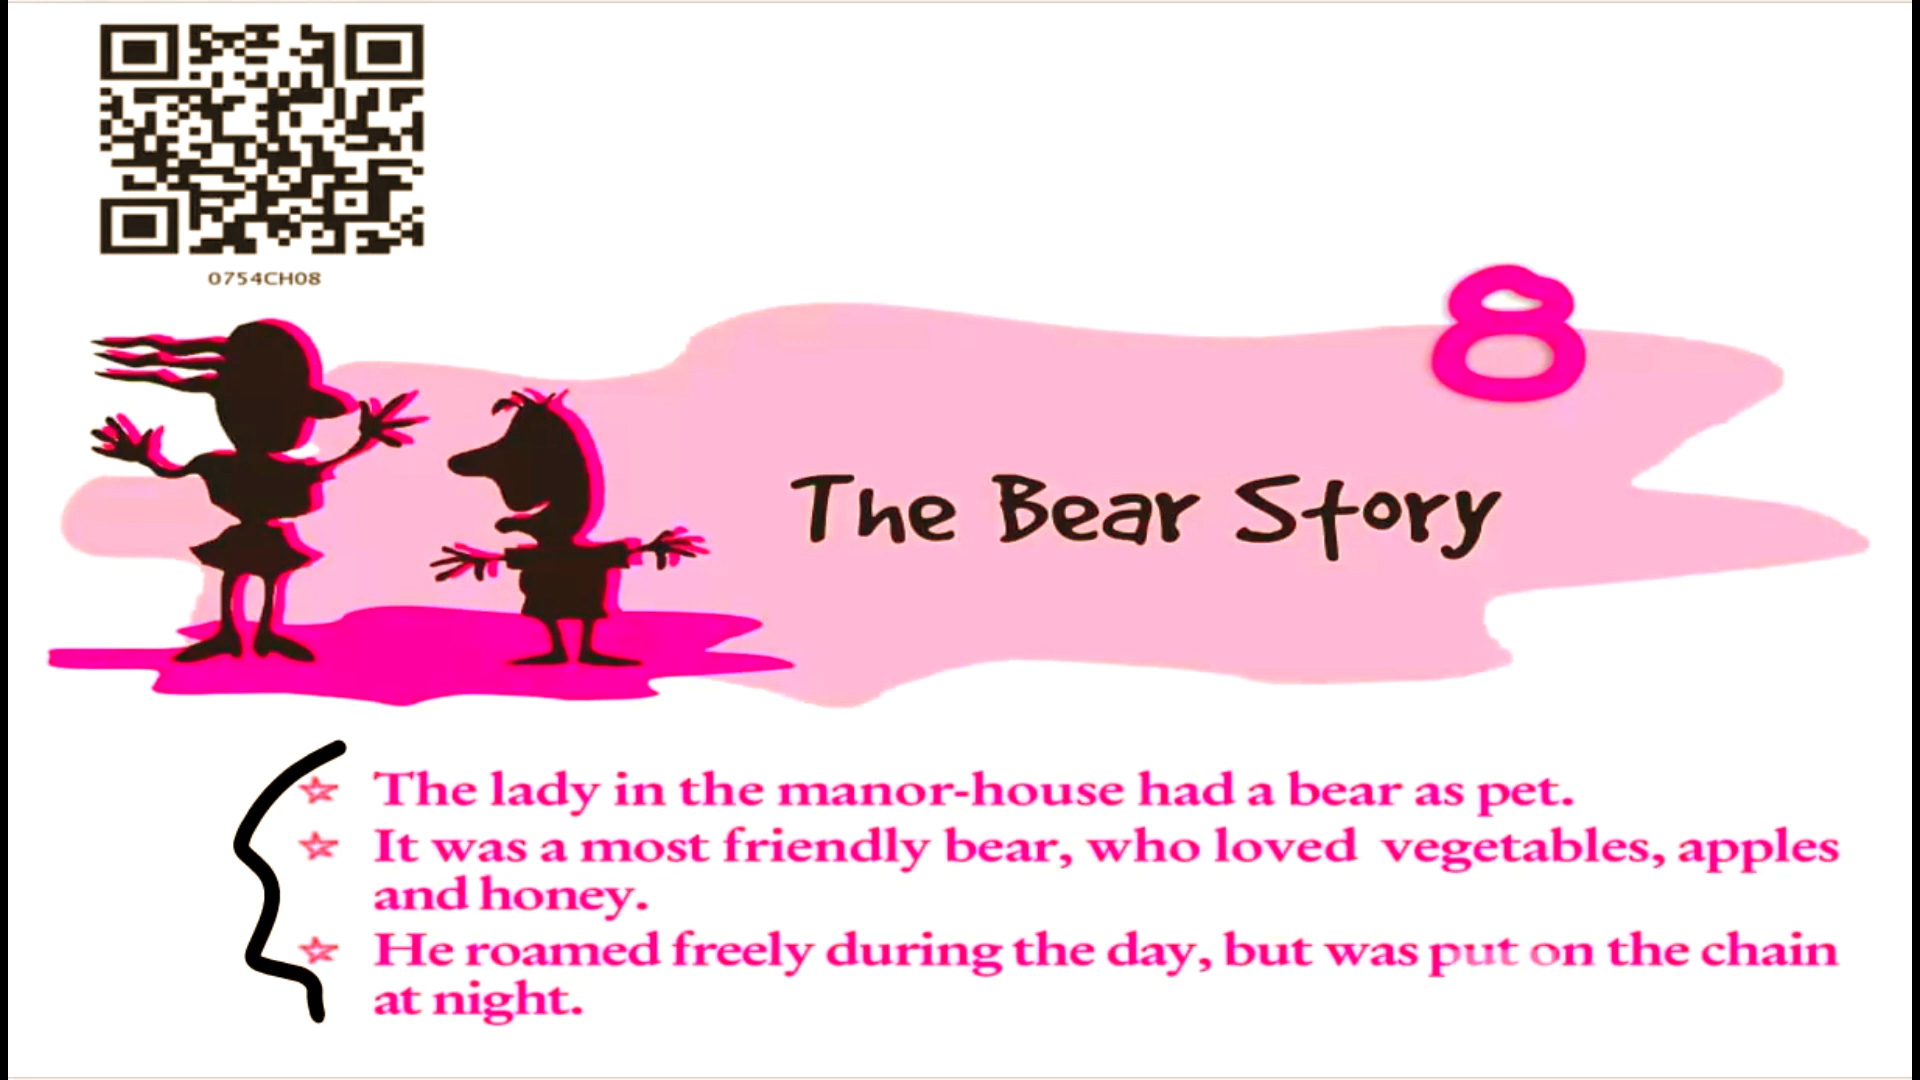 0754CH08
8
The Bear Story
The lady in the manor-house had a bear as pet.
It was a most friendly bear, who loved vegetables, apples
and honey.
He roamed freely during the day, but was put on the chain
at night.